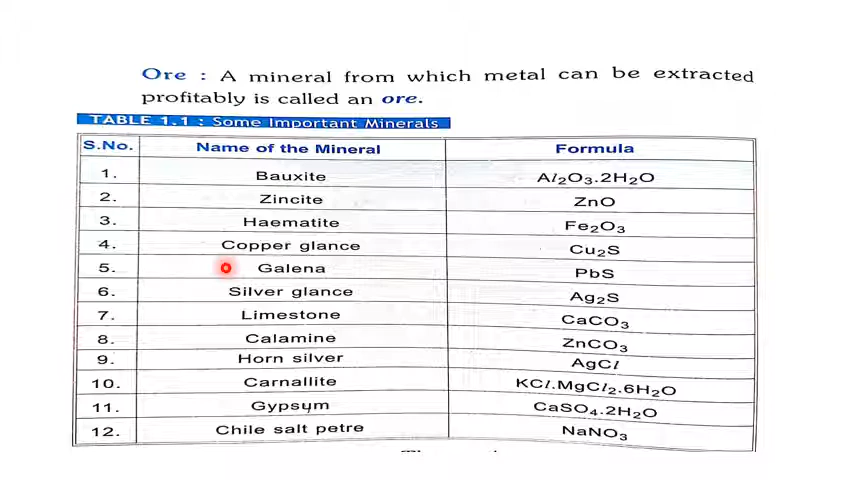 Ore : A mineral from which metal can be extracted
profitably is called an ore.
TABLE 1.1 : Some Important Minerals
S.No. Name of the Mineral Formula
1. Bauxite Al₂O₃.2H₂O
2. Zincite ZnO
3. Haematite Fe₂O₃
4. Copper glance Cu₂S
5. Galena PbS
6. Silver glance Ag₂S
7. Limestone CaCO₃
8. Calamine ZnCO₃
9. Horn silver AgCl
10. Carnallite KCl.MgCl₂.6H₂O
11. Gypsym CaSO₄.2H₂O
12. Chile salt petre NaNO₃